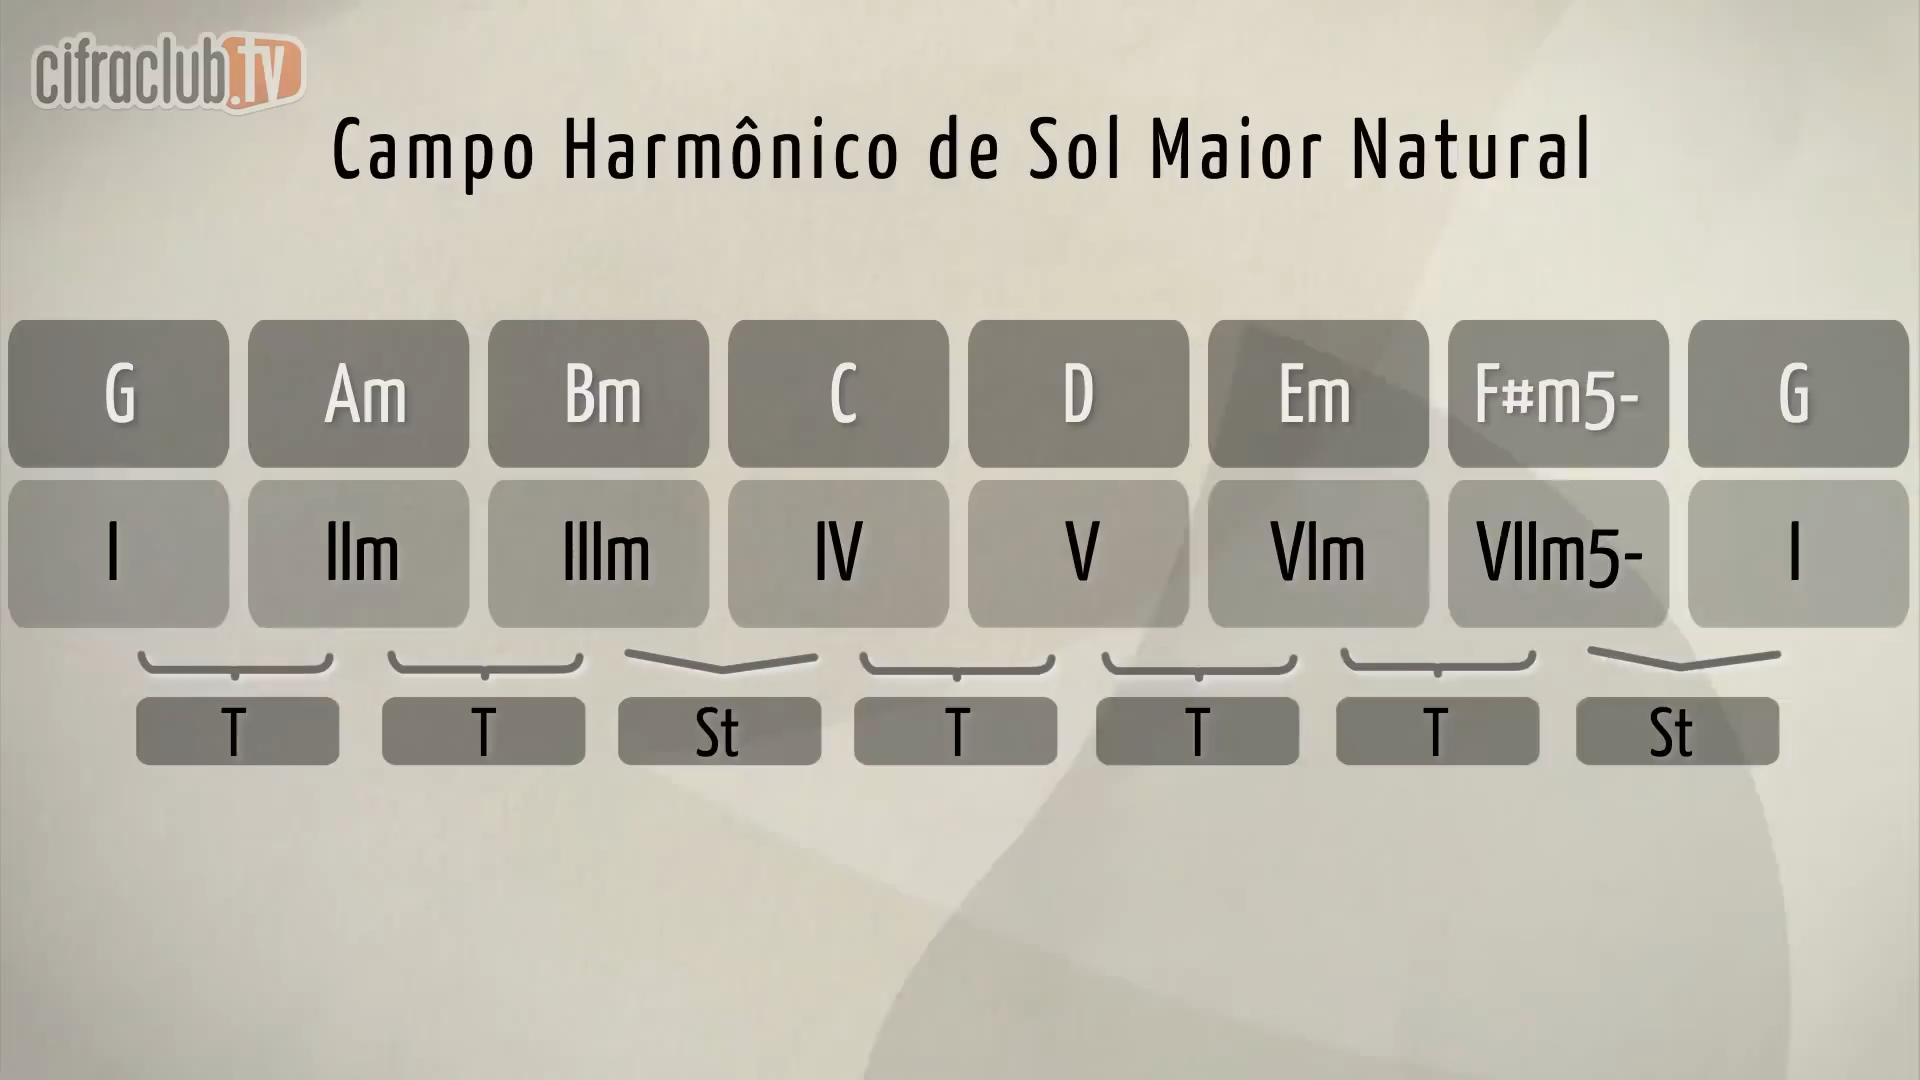 cifraclub.tv
Campo Harmônico de Sol Maior Natural
G Am Bm C D Em F#m5- G
I IIm IIIm IV V VIm VIIm5- I
T T St T T T St